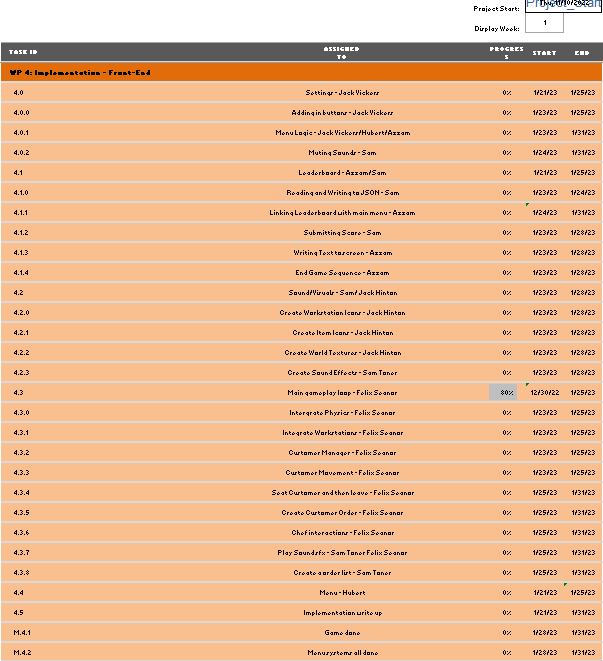 Project Start:
Display Week: 1
TASK ID ASSIGNED TO PROGRESS START END
WP 4: Implementation - Front-End
4.0 Settings - Jack Vickers 0% 1/21/23 1/25/23
4.0.0 Adding in buttons - Jack Vickers 0% 1/23/23 1/25/23
4.0.1 Menu Logic - Jack Vickers/Hubert/Azzam 0% 1/23/23 1/31/23
4.0.2 Muting Sounds - Sam 0% 1/24/23 1/31/23
4.1 Leaderboard - Azzam/Sam 0% 1/21/23 1/25/23
4.1.0 Reading and Writing to JSON - Sam 0% 1/23/23 1/24/23
4.1.1 Linking Leaderboard with main menu - Azzam 0% 1/24/23 1/31/23
4.1.2 Submitting Score - Sam 0% 1/23/23 1/28/23
4.1.3 Writing Text to screen - Azzam 0% 1/23/23 1/28/23
4.1.4 End Game Sequence - Azzam 0% 1/23/23 1/28/23
4.2 Sound/Visuals - Sam/ Jack Hinton 0% 1/23/23 1/28/23
4.2.0 Create Workstation Icons - Jack Hinton 0% 1/23/23 1/28/23
4.2.1 Create Item Icons - Jack Hinton 0% 1/23/23 1/28/23
4.2.2 Create World Textures - Jack Hinton 0% 1/23/23 1/28/23
4.2.3 Create Sound Effects - Sam Toner 0% 1/23/23 1/28/23
4.3 Main gameplay loop - Felix Seanor 80% 12/30/22 1/25/23
4.3.0 Intergrate Physics - Felix Seanor 0% 1/23/23 1/25/23
4.3.1 Integrate Workstations - Felix Seanor 0% 1/23/23 1/25/23
4.3.2 Customer Manager - Felix Seanor 0% 1/23/23 1/25/23
4.3.3 Customer Movement - Felix Seanor 0% 1/23/23 1/25/23
4.3.4 Seat Customer and then leave - Felix Seanor 0% 1/25/23 1/31/23
4.3.5 Create Customer Order - Felix Seanor 0% 1/25/23 1/31/23
4.3.6 Chef interactions - Felix Seanor 0% 1/25/23 1/31/23
4.3.7 Play Sounds fx - Sam Toner Felix Seanor 0% 1/25/23 1/31/23
4.3.8 Create a order list - Sam Toner 0% 1/25/23 1/31/23
4.4 Menu - Hubert 0% 1/21/23 1/25/23
4.5 Implementation write up 0% 1/21/23 1/31/23
M.4.1 Game done 0% 1/28/23 1/31/23
M.4.2 Menu systems all done 0% 1/28/23 1/31/23